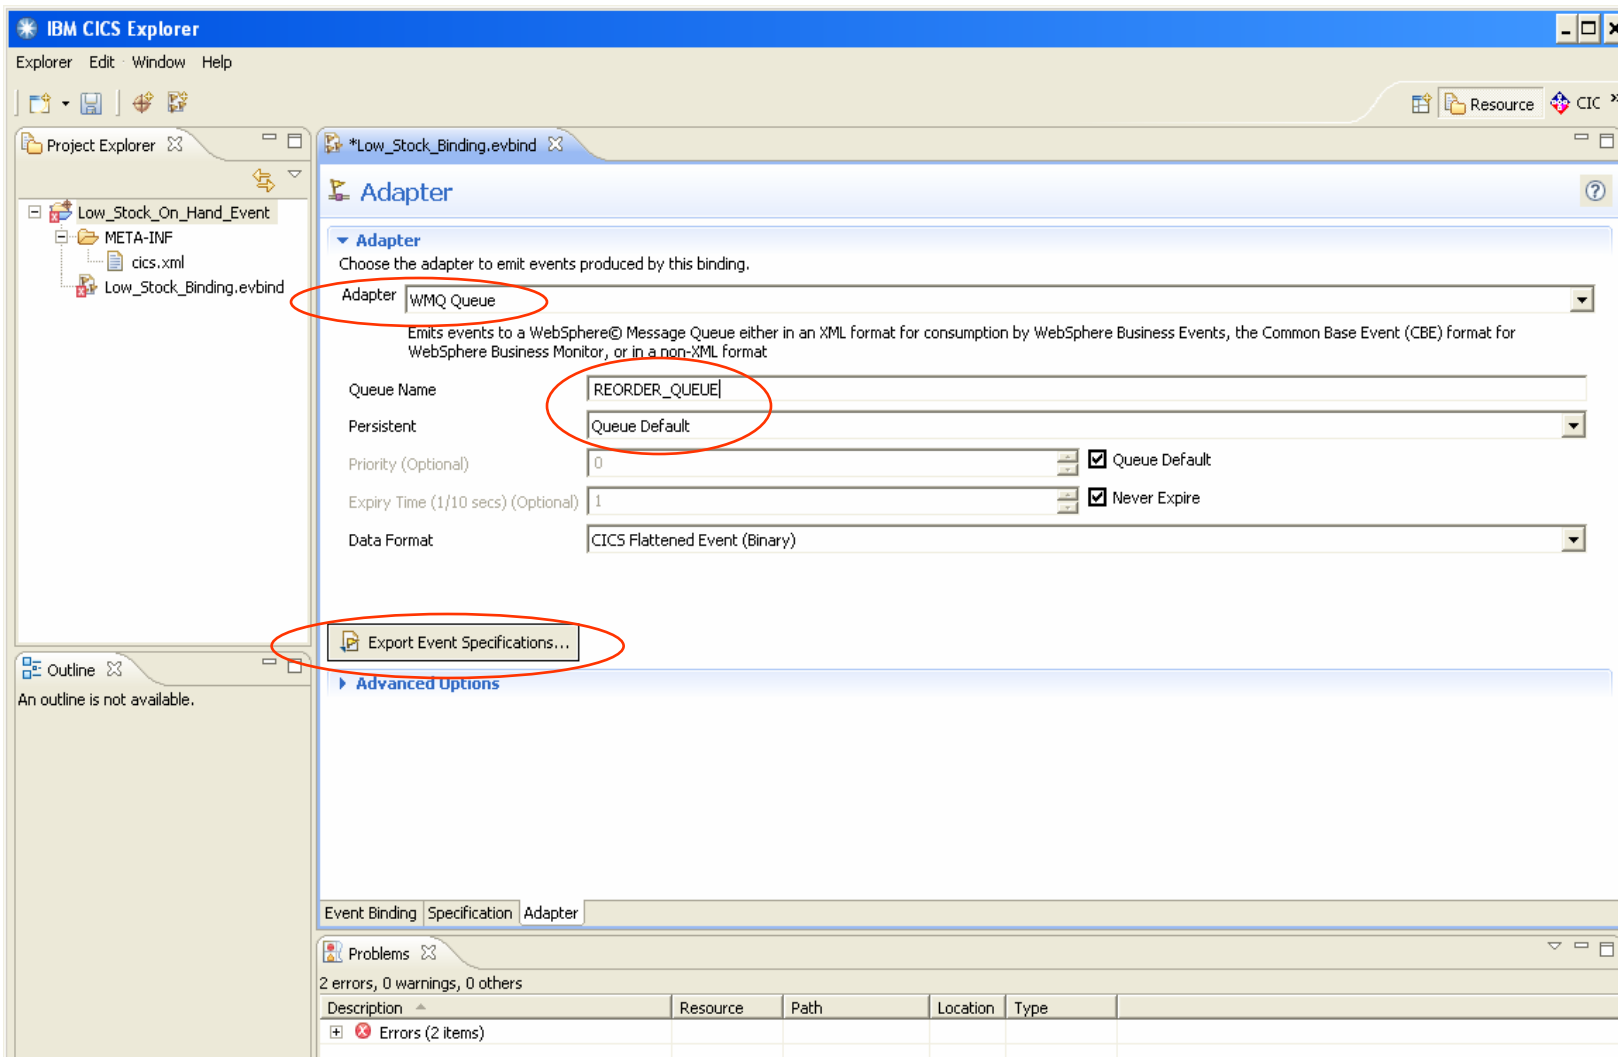 IBM CICS Explorer
Explorer Edit Window Help
Resource CIC
Project Explorer
*Low_Stock_Binding.evbind
Adapter
Low_Stock_On_Hand_Event
META-INF
cics.xml
Low_Stock_Binding.evbind
Adapter
Choose the adapter to emit events produced by this binding.
Adapter WMQ Queue
Emits events to a WebSphere© Message Queue either in an XML format for consumption by WebSphere Business Events, the Common Base Event (CBE) format for
WebSphere Business Monitor, or in a non-XML format
Queue Name REORDER_QUEUE
Persistent Queue Default
Priority (Optional) 0 Queue Default
Expiry Time (1/10 secs) (Optional) 1 Never Expire
Data Format CICS Flattened Event (Binary)
Export Event Specifications...
Advanced Options
Outline
An outline is not available.
Event Binding Specification Adapter
Problems
2 errors, 0 warnings, 0 others
Description Resource Path Location Type
Errors (2 items)